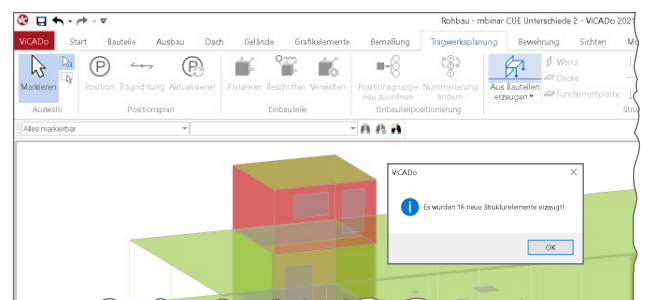 Rohbau - mbinar CUE Unterschiede 2 - ViCADo 2021
ViCADo Start Bauteile Ausbau Dach Gelände Grafikelemente Bemaßung Tragwerksplanung Bewehrung Sichten
Markieren Position Tragrichtung Aktualisieren Platzieren Beschriften Verwalten Positionsgruppe neu zuordnen Nummerierung ändern Aus Bauteilen erzeugen Wand
Decke
Fundamentplatte
Auswahl Positionsplan Einbauteile Einbauteilpositionierung
Alles markierbar
ViCADo
Es wurden 16 neue Strukturelemente erzeugt!
OK